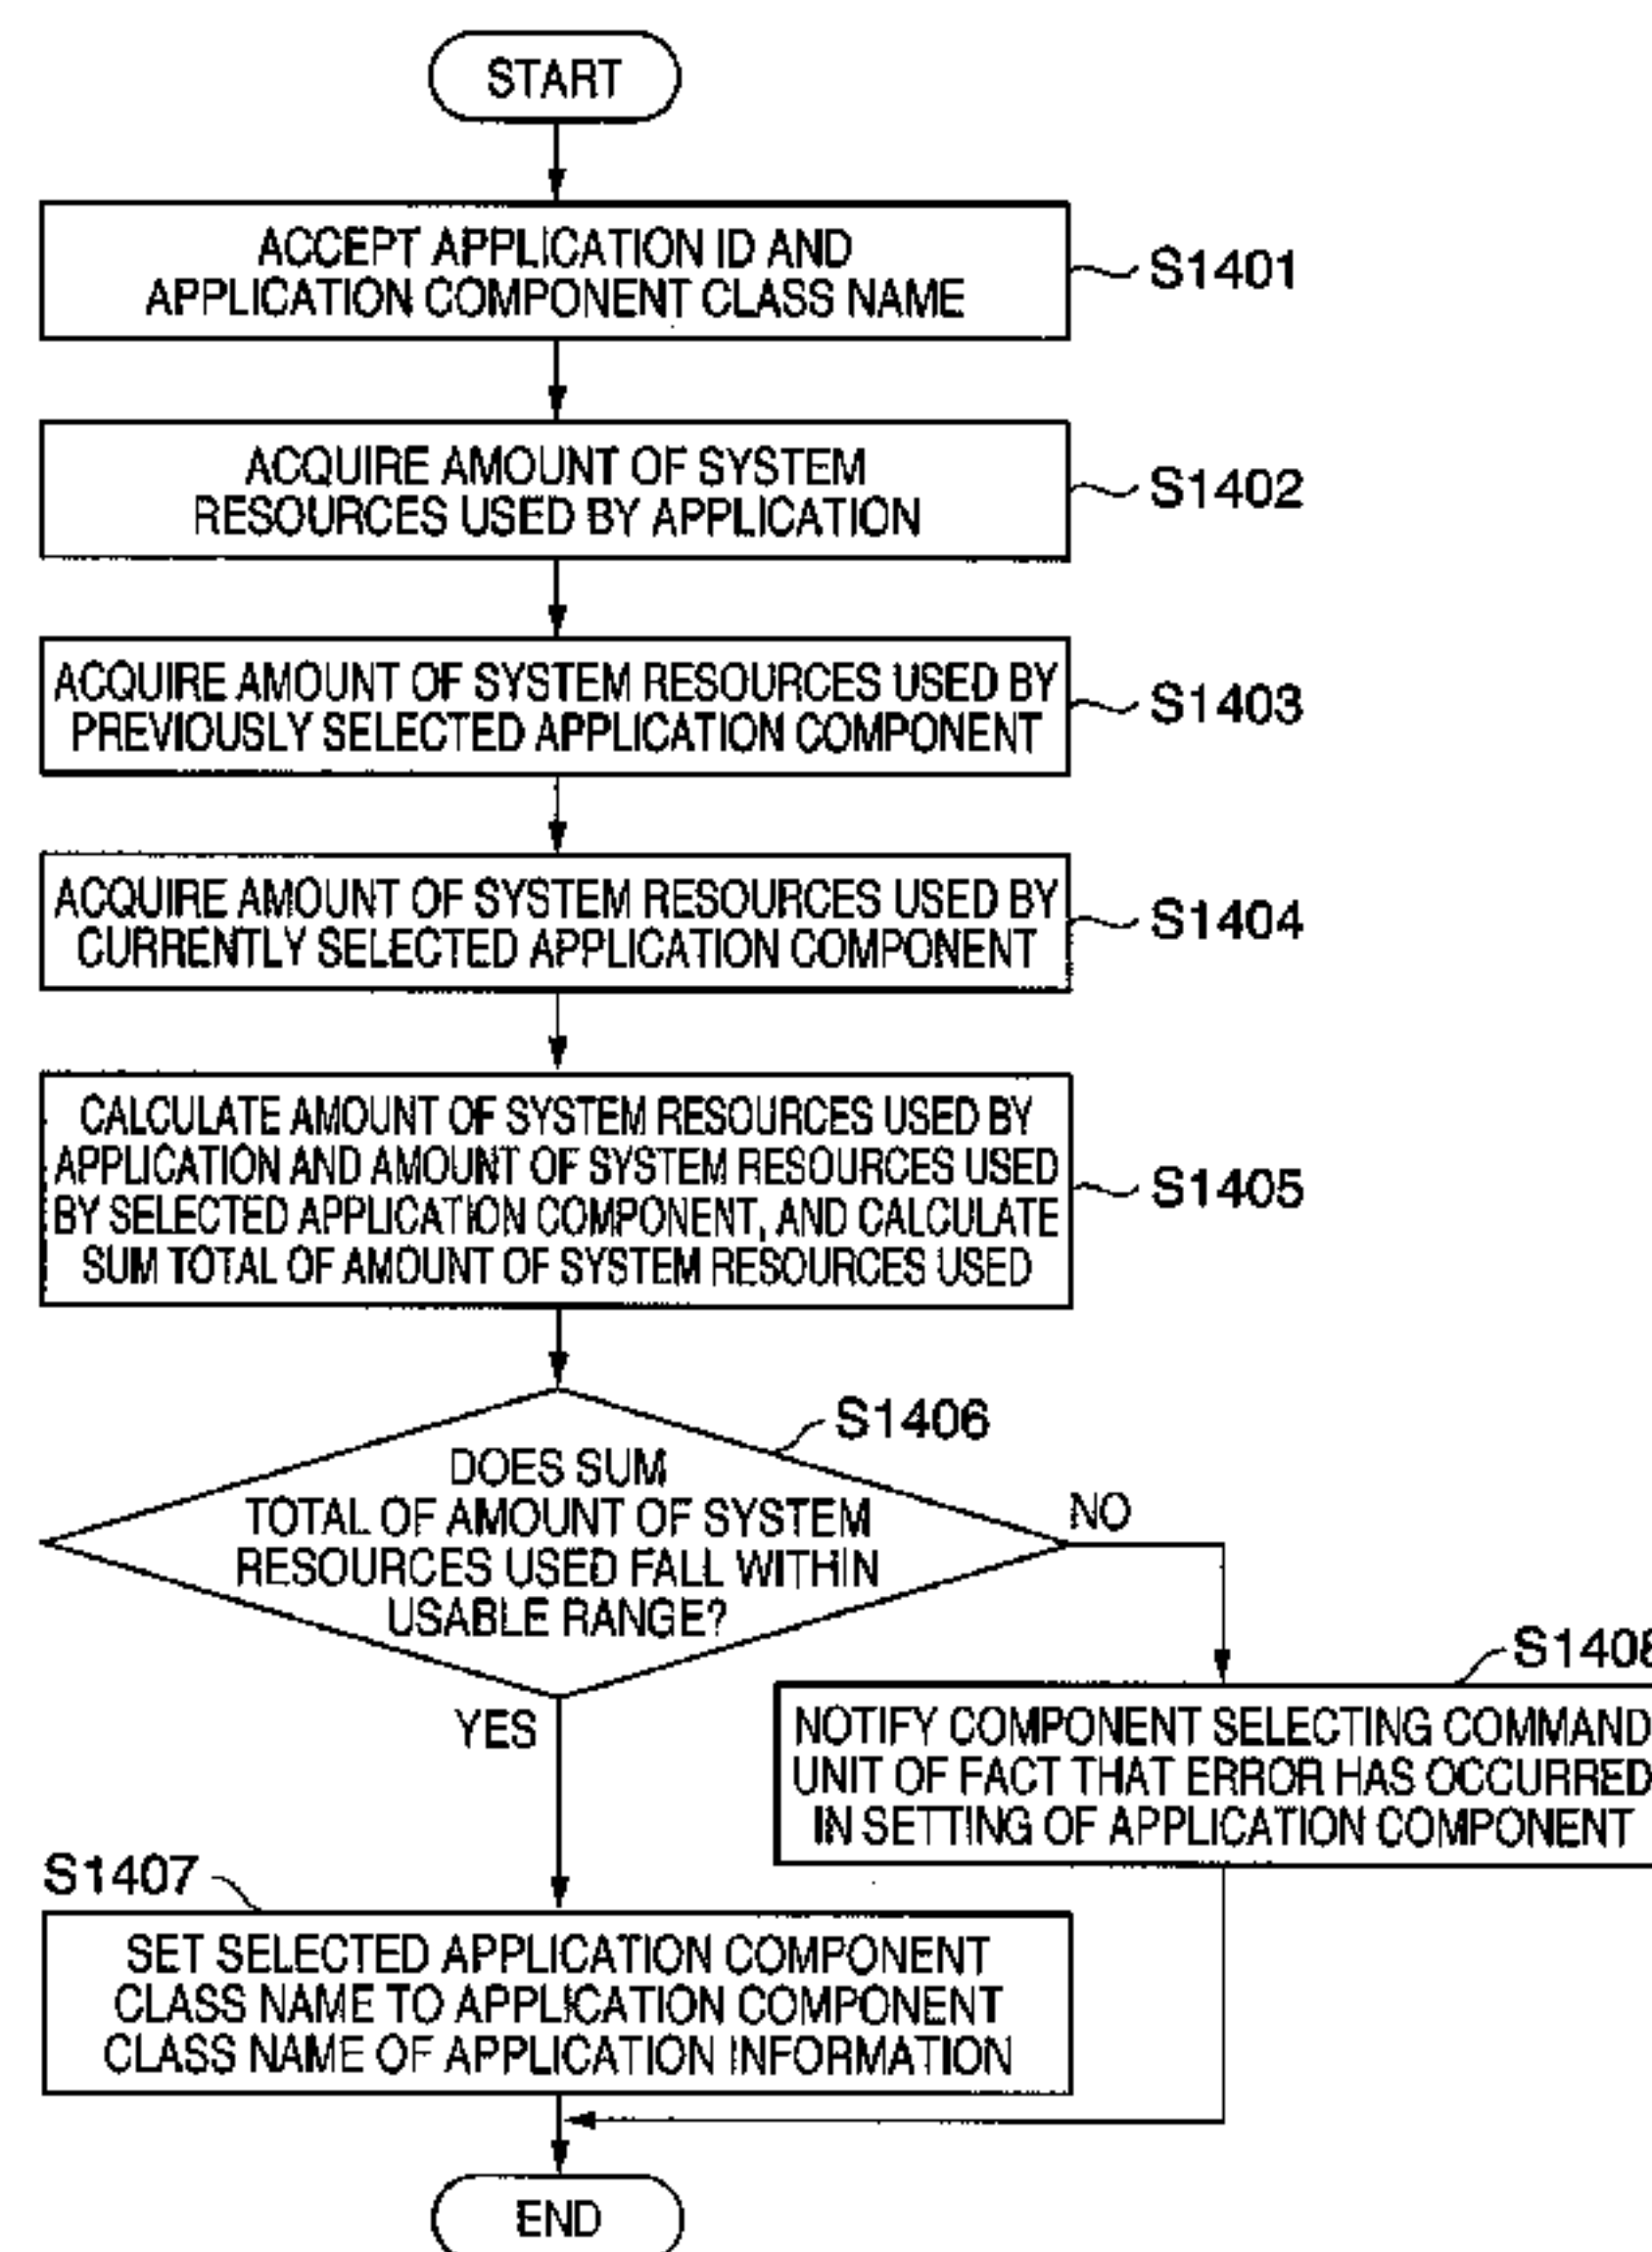 START
ACCEPT APPLICATION ID AND
APPLICATION COMPONENT CLASS NAME
S1401
ACQUIRE AMOUNT OF SYSTEM
RESOURCES USED BY APPLICATION
S1402
ACQUIRE AMOUNT OF SYSTEM RESOURCES USED BY
PREVIOUSLY SELECTED APPLICATION COMPONENT
S1403
ACQUIRE AMOUNT OF SYSTEM RESOURCES USED BY
CURRENTLY SELECTED APPLICATION COMPONENT
S1404
CALCULATE AMOUNT OF SYSTEM RESOURCES USED BY
APPLICATION AND AMOUNT OF SYSTEM RESOURCES USED
BY SELECTED APPLICATION COMPONENT, AND CALCULATE
SUM TOTAL OF AMOUNT OF SYSTEM RESOURCES USED
S1405
S1406
DOES SUM
TOTAL OF AMOUNT OF SYSTEM
RESOURCES USED FALL WITHIN
USABLE RANGE?
NO
YES
S1408
NOTIFY COMPONENT SELECTING COMMAND
UNIT OF FACT THAT ERROR HAS OCCURRED
IN SETTING OF APPLICATION COMPONENT
S1407
SET SELECTED APPLICATION COMPONENT
CLASS NAME TO APPLICATION COMPONENT
CLASS NAME OF APPLICATION INFORMATION
END